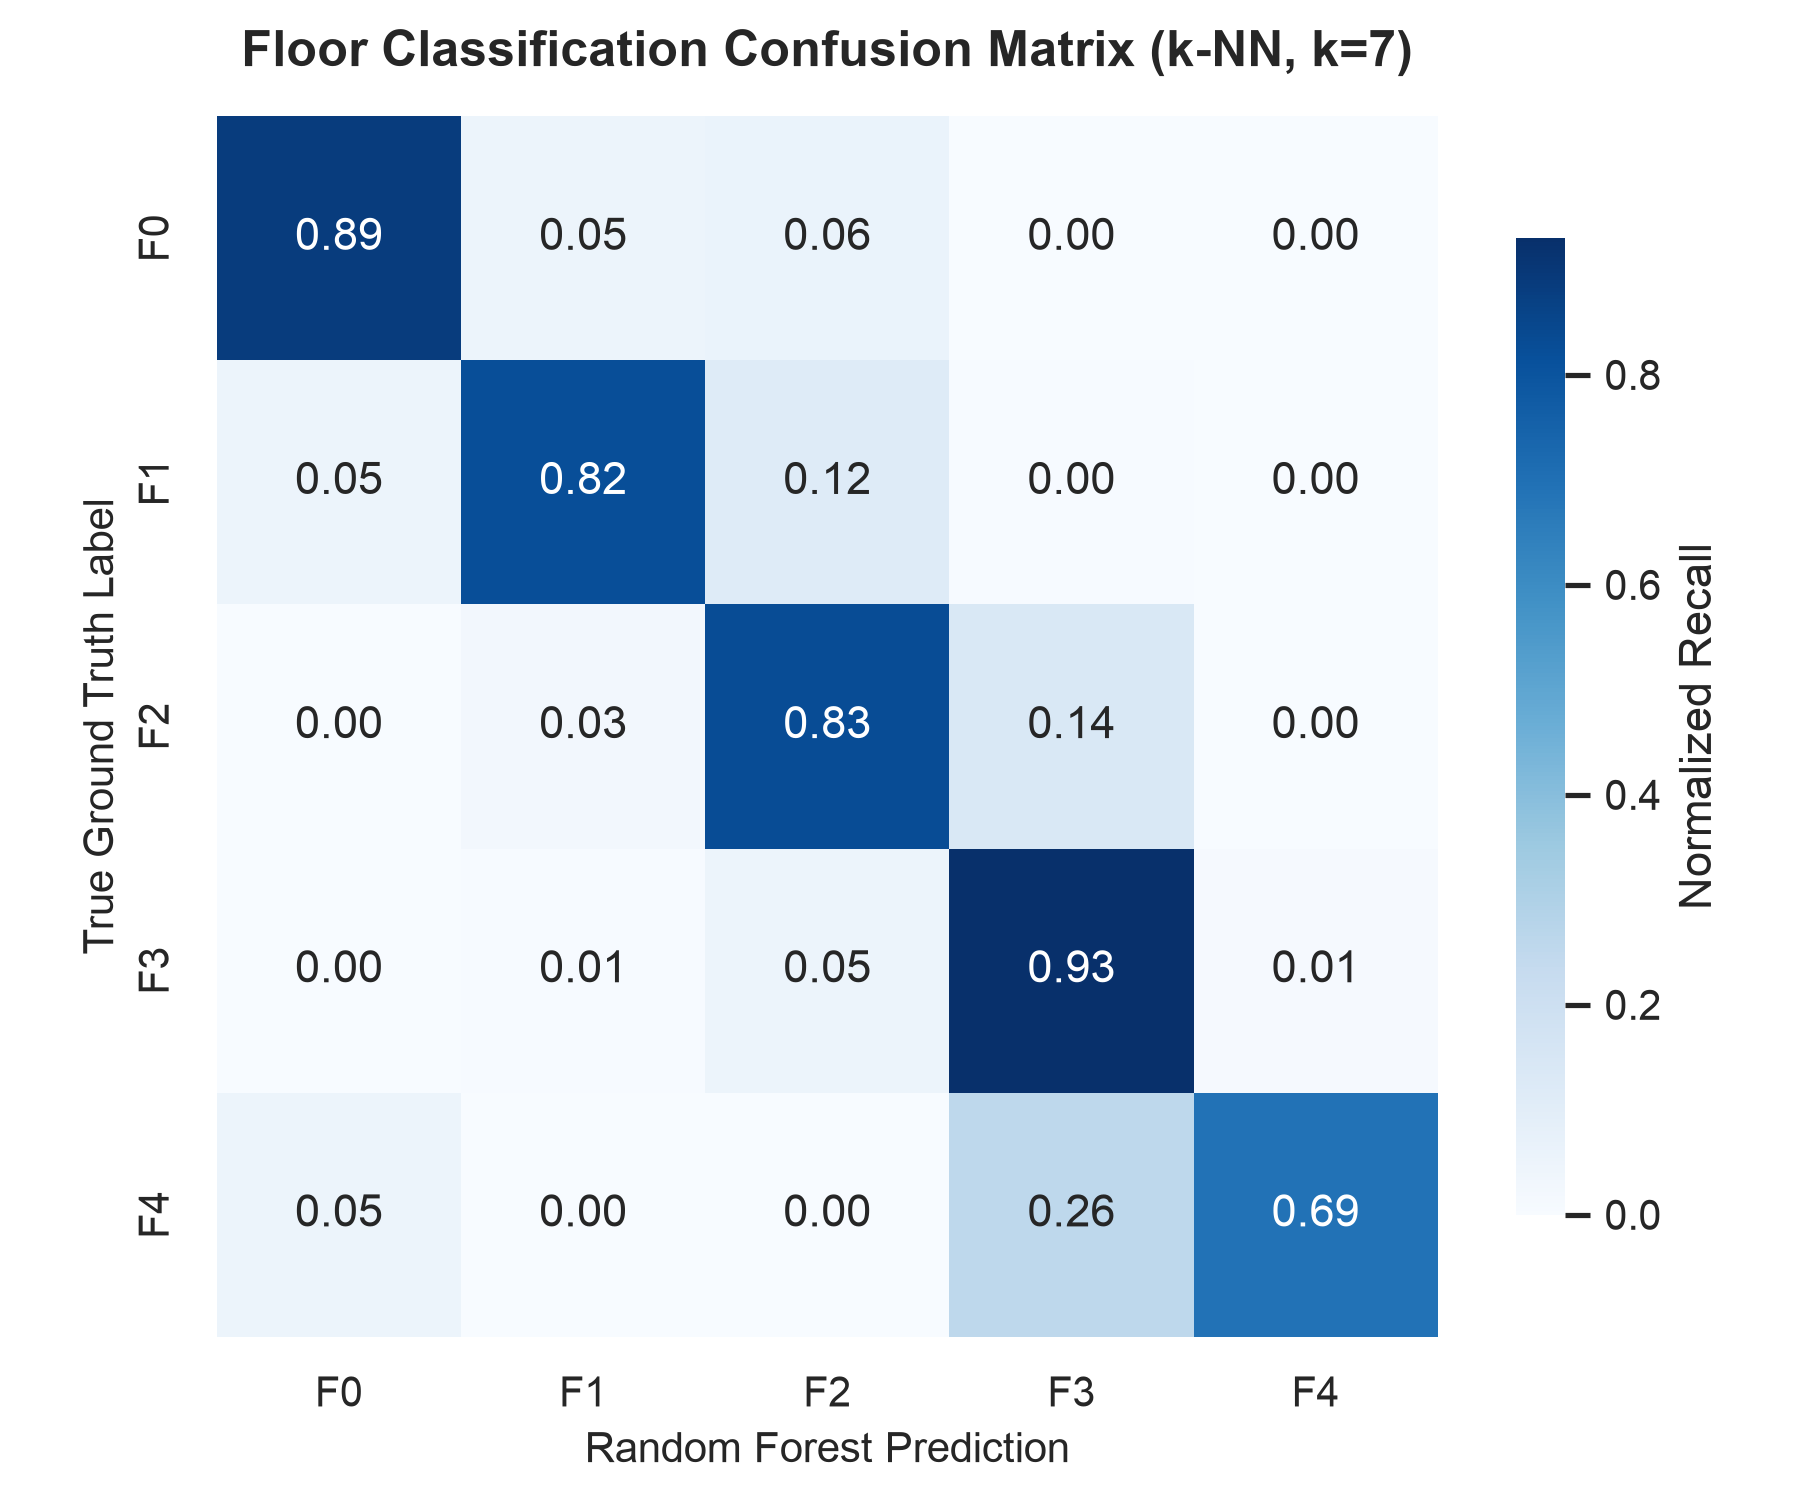 Floor Classification Confusion Matrix (k-NN, k=7)
F0 0.89 0.05 0.06 0.00 0.00
F1 0.05 0.82 0.12 0.00 0.00
F2 0.00 0.03 0.83 0.14 0.00
F3 0.00 0.01 0.05 0.93 0.01
F4 0.05 0.00 0.00 0.26 0.69
True Ground Truth Label
F0 F1 F2 F3 F4
Random Forest Prediction
0.8
0.6
0.4
0.2
0.0
Normalized Recall